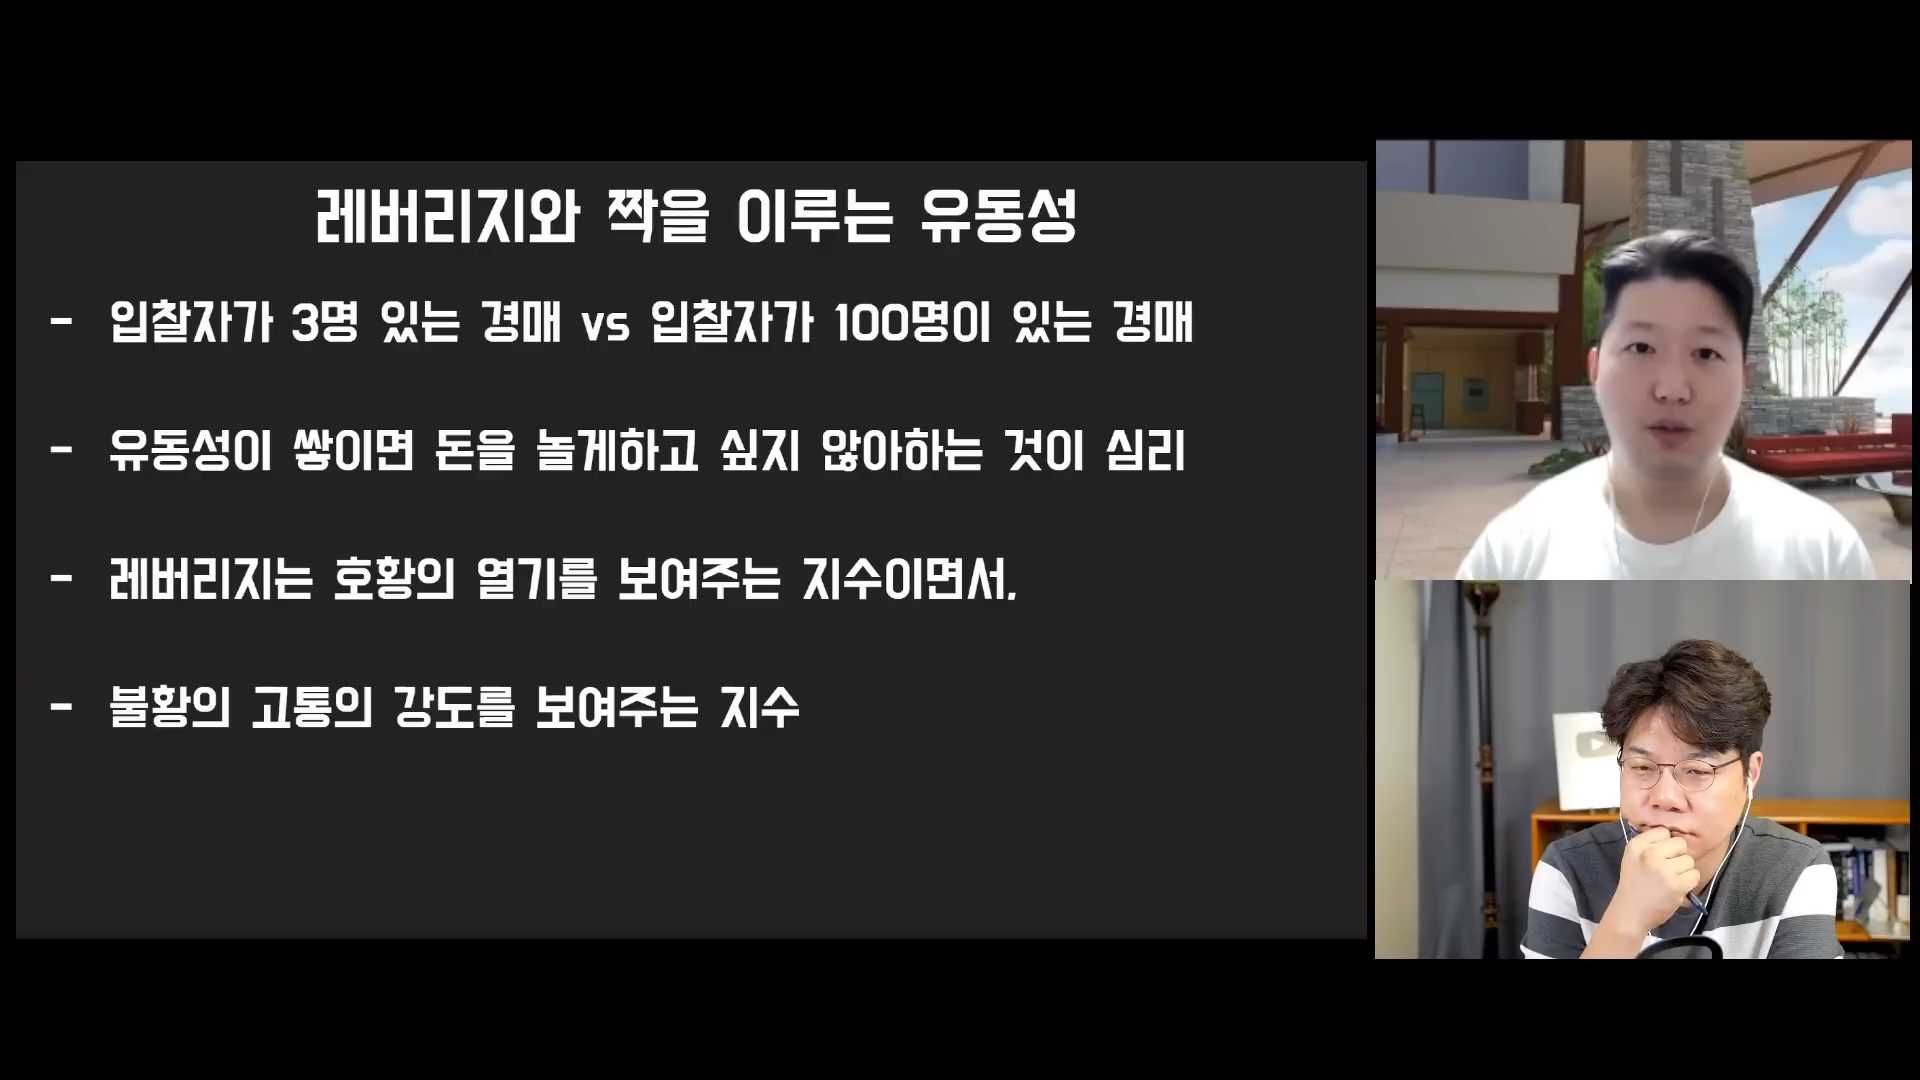 레버리지와 짝을 이루는 유동성
- 입찰자가 3명 있는 경매 vs 입찰자가 100명이 있는 경매
- 유동성이 쌓이면 돈을 놀게하고 싶지 않아하는 것이 심리
- 레버리지는 호황의 열기를 보여주는 지수이면서,
- 불황의 고통의 강도를 보여주는 지수